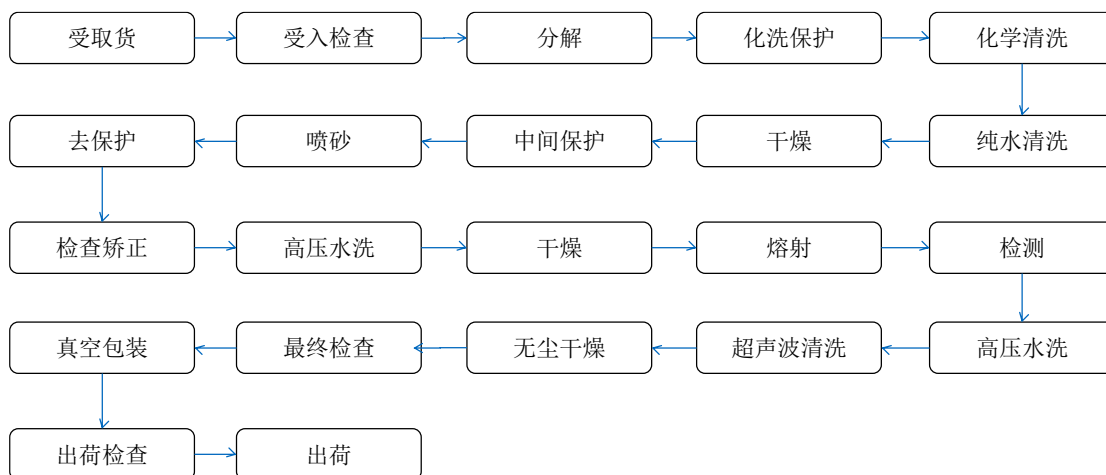 受取货
受入检查
分解
化洗保护
化学清洗
纯水清洗
干燥
中间保护
喷砂
去保护
检查矫正
高压水洗
干燥
熔射
检测
高压水洗
超声波清洗
无尘干燥
最终检查
真空包装
出荷检查
出荷